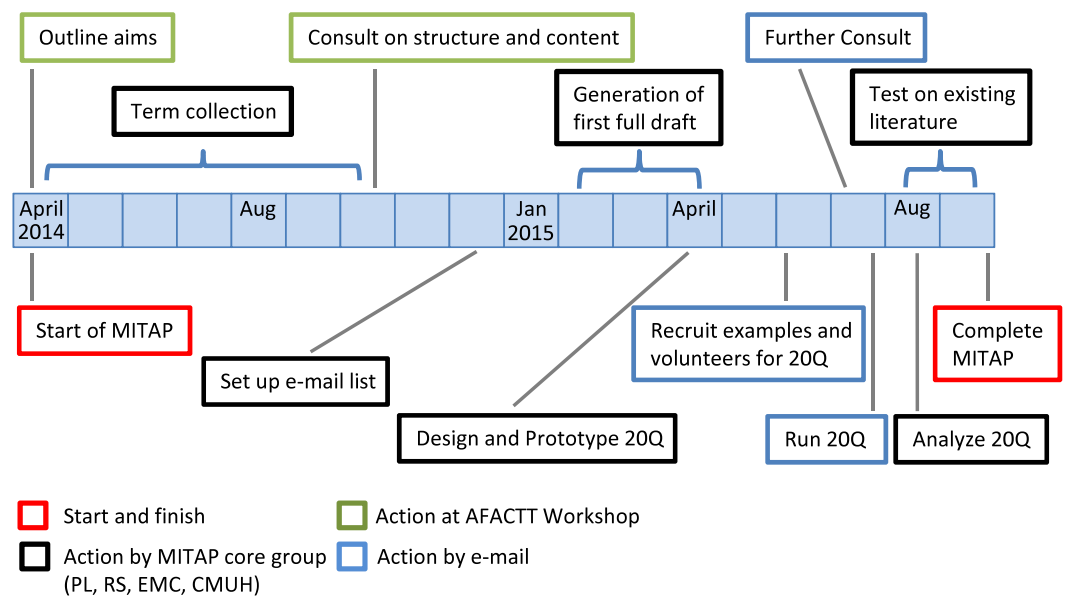 Outline aims
Consult on structure and content
Further Consult
Term collection
Generation of
first full draft
Test on existing
literature
April
2014
Aug
Jan
2015
April
Aug
Start of MITAP
Set up e-mail list
Design and Prototype 20Q
Recruit examples and
volunteers for 20Q
Complete
MITAP
Run 20Q
Analyze 20Q
Start and finish
Action at AFACTT Workshop
Action by MITAP core group
(PL, RS, EMC, CMUH)
Action by e-mail